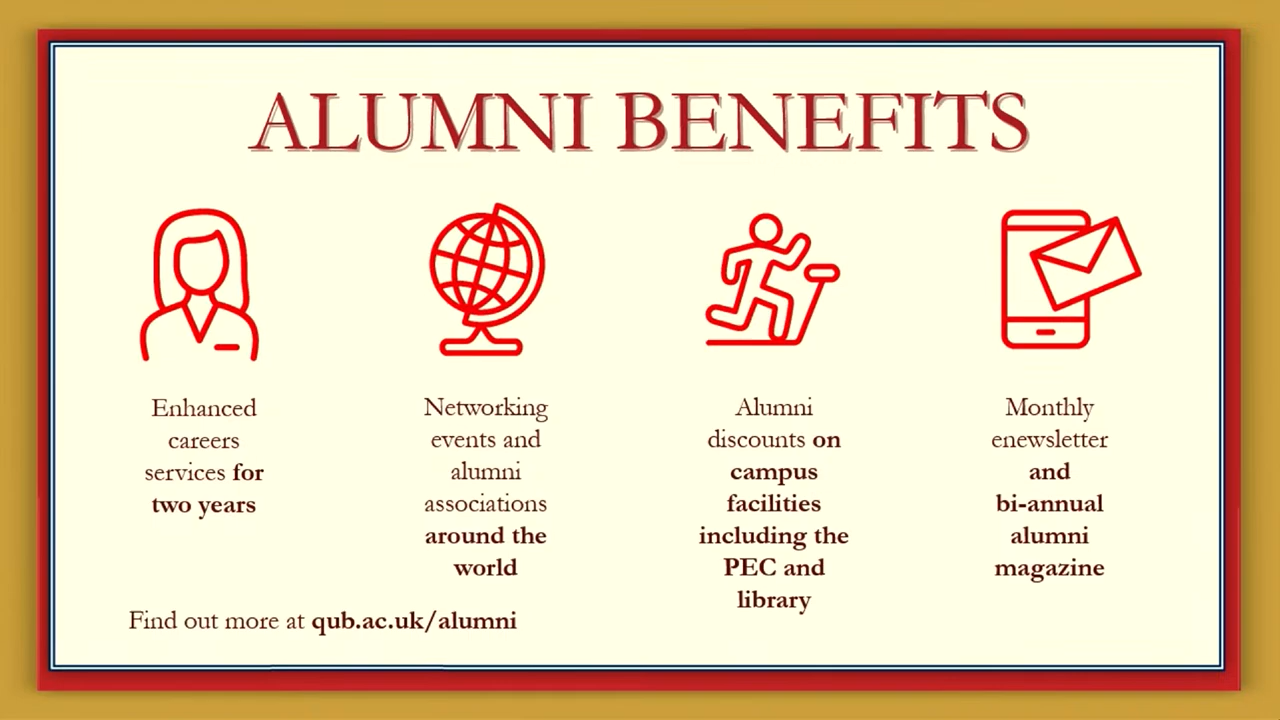 ALUMNI BENEFITS
Enhanced
careers
services for
two years
Networking
events and
alumni
associations
around the
world
Alumni
discounts on
campus
facilities
including the
PEC and
library
Monthly
enewsletter
and
bi-annual
alumni
magazine
Find out more at qub.ac.uk/alumni